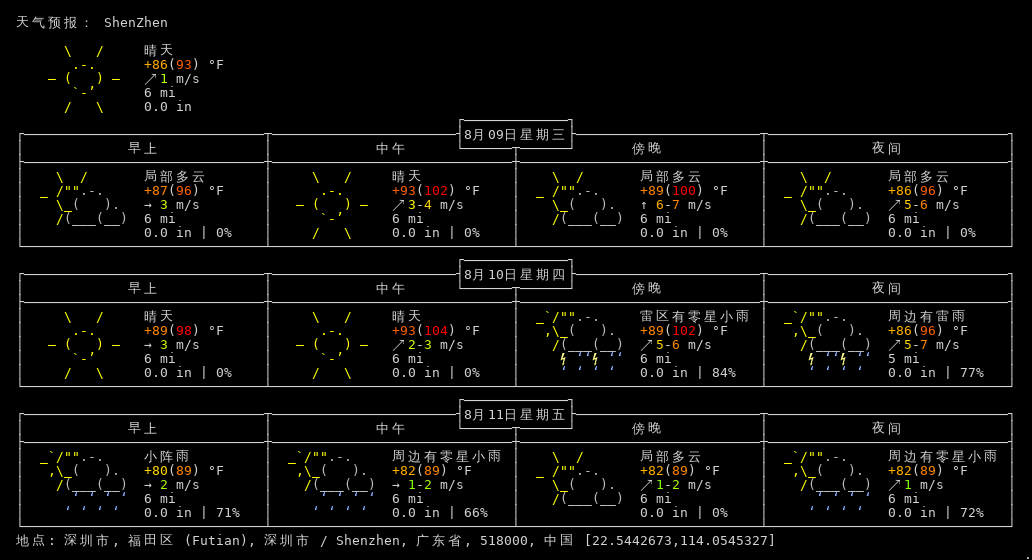 天气预报： ShenZhen
晴天
+86(93) °F
↗ 1 m/s
6 mi
0.0 in
8月09日星期三
早上 中午 傍晚 夜间
局部多云 晴天 局部多云 局部多云
+87(96) °F +93(102) °F +89(100) °F +86(96) °F
→ 3 m/s ↗ 3-4 m/s ↑ 6-7 m/s ↗ 5-6 m/s
6 mi 6 mi 6 mi 6 mi
0.0 in | 0% 0.0 in | 0% 0.0 in | 0% 0.0 in | 0%
8月10日星期四
早上 中午 傍晚 夜间
晴天 晴天 雷区有零星小雨 周边有雷雨
+89(98) °F +93(104) °F +89(102) °F +86(96) °F
→ 3 m/s ↗ 2-3 m/s ↗ 5-6 m/s ↗ 5-7 m/s
6 mi 6 mi 6 mi 5 mi
0.0 in | 0% 0.0 in | 0% 0.0 in | 84% 0.0 in | 77%
8月11日星期五
早上 中午 傍晚 夜间
小阵雨 周边有零星小雨 局部多云 周边有零星小雨
+80(89) °F +82(89) °F +82(89) °F +82(89) °F
→ 2 m/s → 1-2 m/s ↗ 1-2 m/s ↗ 1 m/s
6 mi 6 mi 6 mi 6 mi
0.0 in | 71% 0.0 in | 66% 0.0 in | 0% 0.0 in | 72%
地点: 深圳市, 福田区 (Futian), 深圳市 / Shenzhen, 广东省, 518000, 中国 [22.5442673,114.0545327]